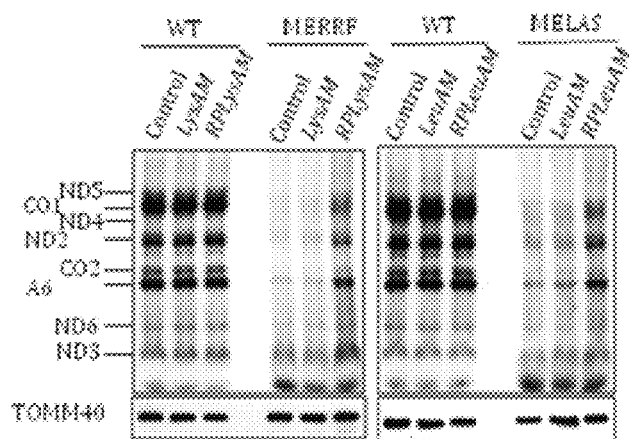 WT MERRF WT MELAS
Control LysAM RPLysAM Control LysAM RPLysAM Control LeuAM RPLeuAM Control LeuAM RPLeuAM
ND5
CO1
ND4
ND2
CO2
A6
ND6
ND3
TOMM40